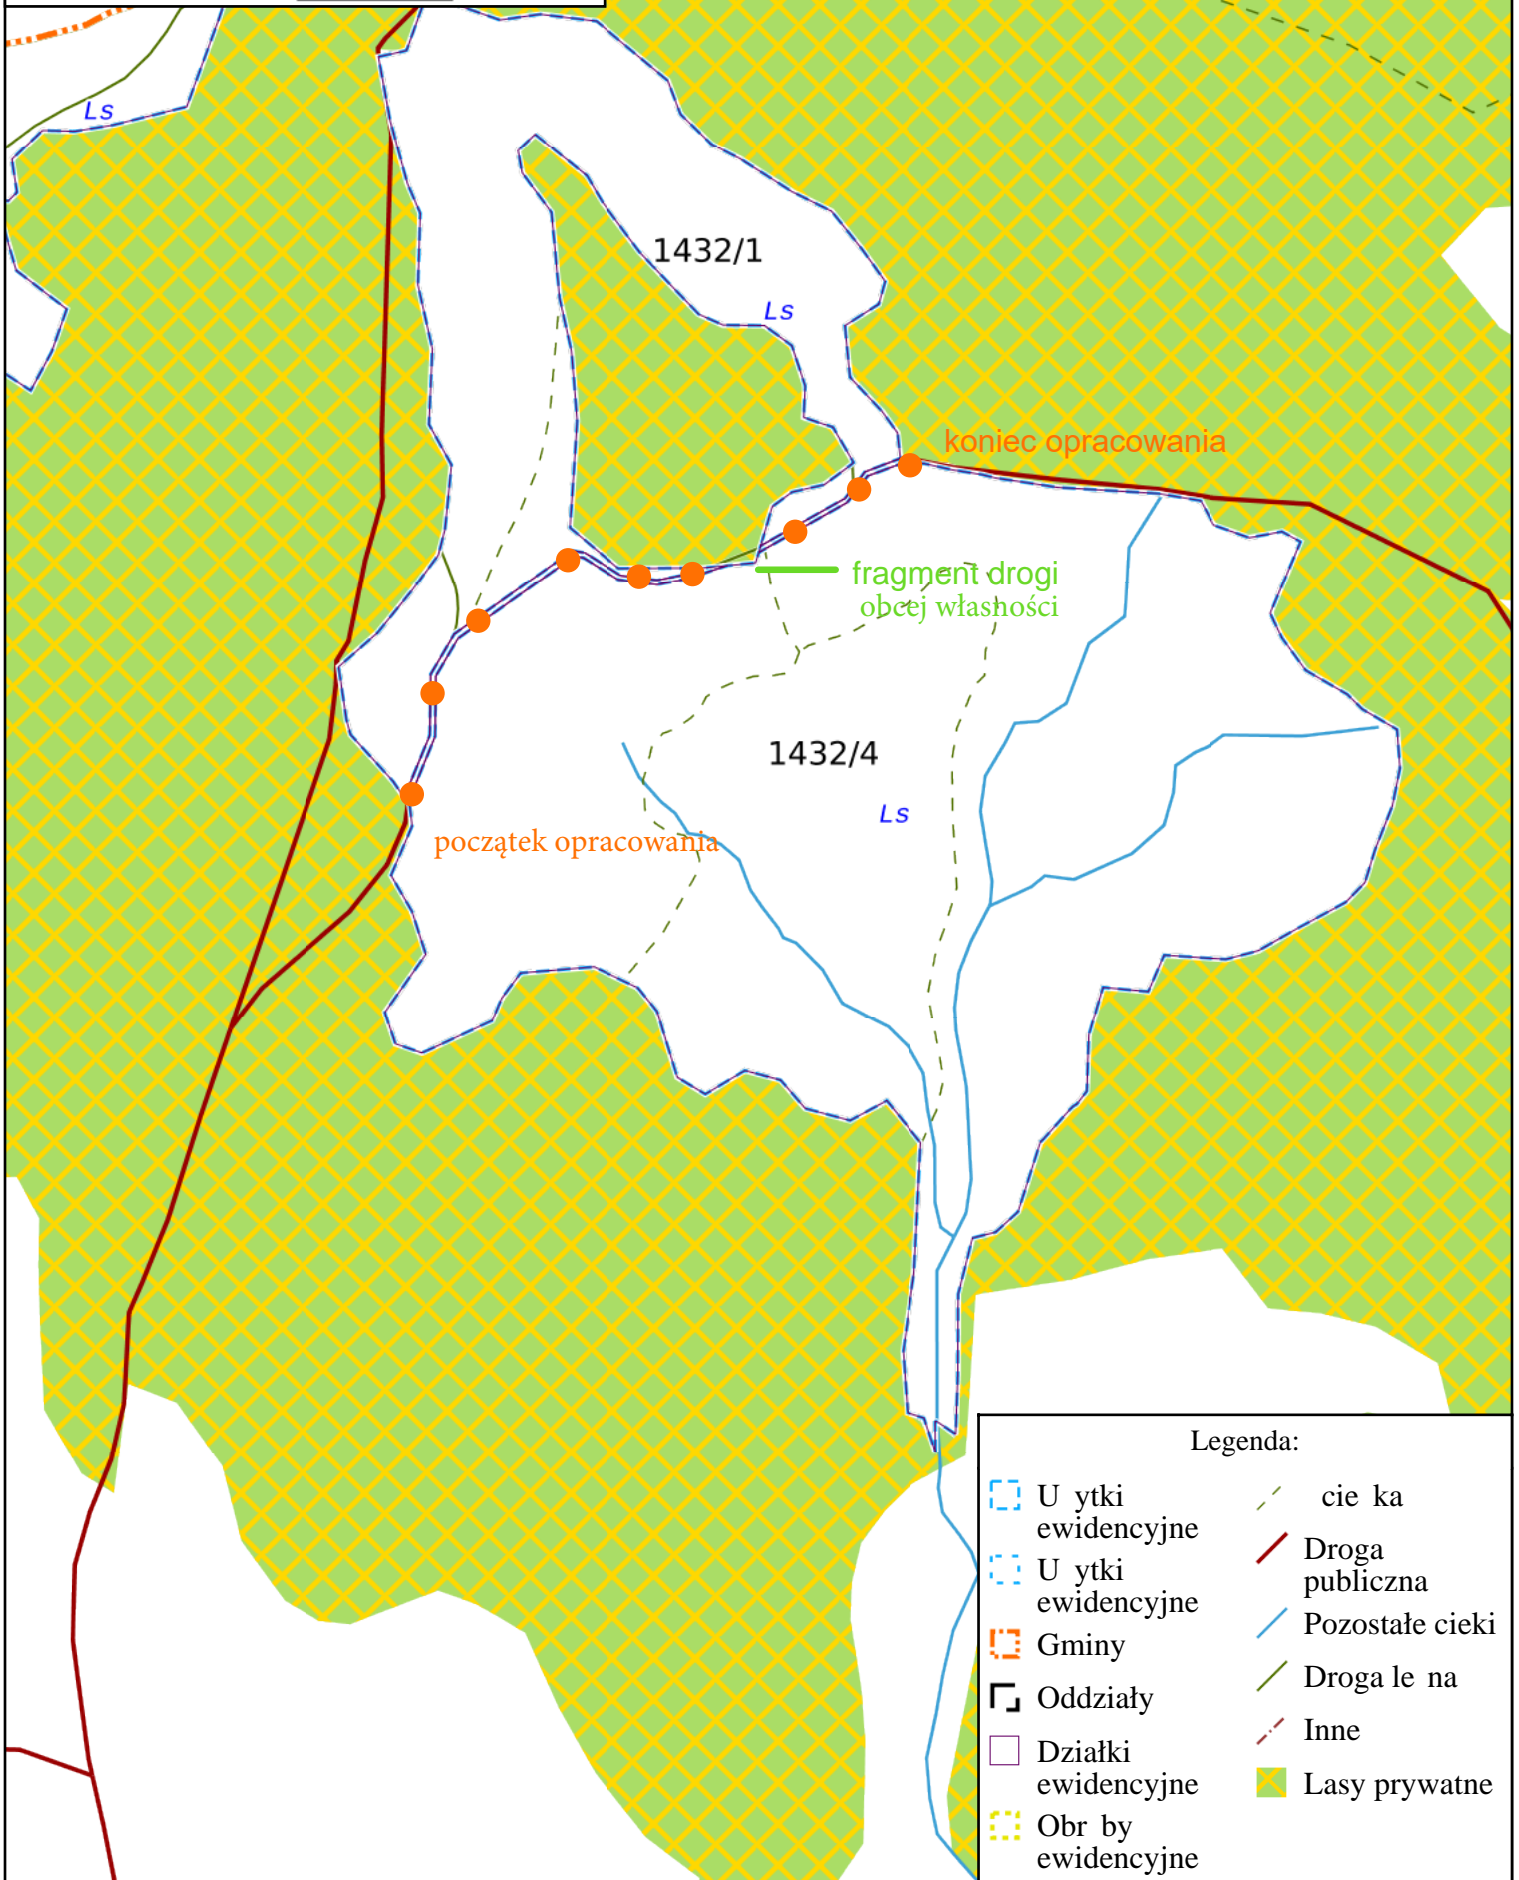 Ls
1432/1
Ls
koniec opracowania
fragment drogi
obcej własności
1432/4
Ls
początek opracowania
Legenda:
U ytki
ewidencyjne
U ytki
ewidencyjne
Gminy
Oddziały
Działki
ewidencyjne
Obr by
ewidencyjne
cie ka
Droga
publiczna
Pozostałe cieki
Droga le na
Inne
Lasy prywatne